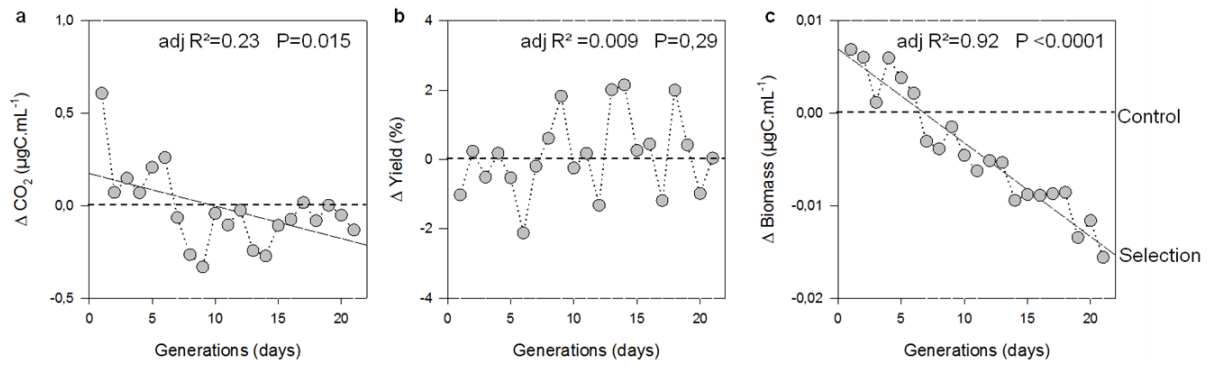 a
adj R²=0.23 P=0.015
1,0
0,5
0,0
-0,5
Δ CO₂ (µgC.mL⁻¹)
0 5 10 15 20
Generations (days)
b
adj R² =0.009 P=0,29
4
2
0
-2
-4
Δ Yield (%)
0 5 10 15 20
Generations (days)
c
adj R²=0.92 P <0.0001
0,01
0,00
-0,01
-0,02
Δ Biomass (µgC.mL⁻¹)
Control
Selection
0 5 10 15 20
Generations (days)